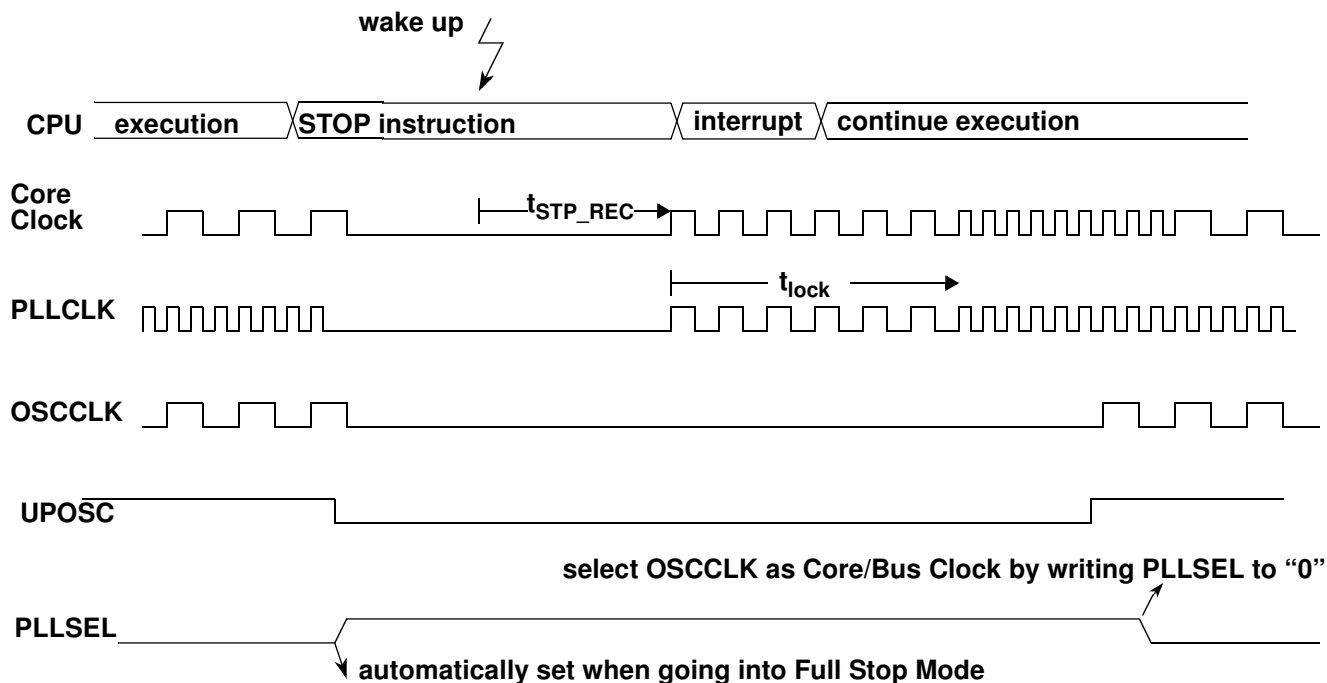 wake up
CPU execution STOP instruction interrupt continue execution
Core
Clock
tSTP_REC
tlock
PLLCLK
OSCCLK
UPOSC
select OSCCLK as Core/Bus Clock by writing PLLSEL to “0”
PLLSEL
automatically set when going into Full Stop Mode